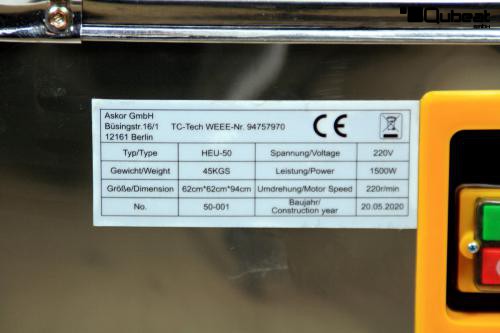 Qubeat
GmbH
Askor GmbH
Büsingstr.16/1 TC-Tech WEEE-Nr. 94757970
12161 Berlin
CE
Typ/Type HEU-50 Spannung/Voltage 220V
Gewicht/Weight 45KGS Leistung/Power 1500W
Größe/Dimension 62cm*62cm*94cm Umdrehung/Motor Speed 220r/min
No. 50-001 Baujahr/
Construction year 20.05.2020